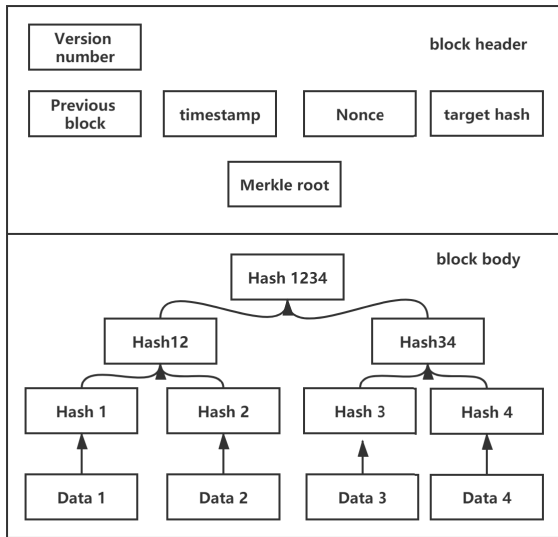 Version
number
block header
Previous
block
timestamp
Nonce
target hash
Merkle root
block body
Hash 1234
Hash12
Hash34
Hash 1
Hash 2
Hash 3
Hash 4
Data 1
Data 2
Data 3
Data 4